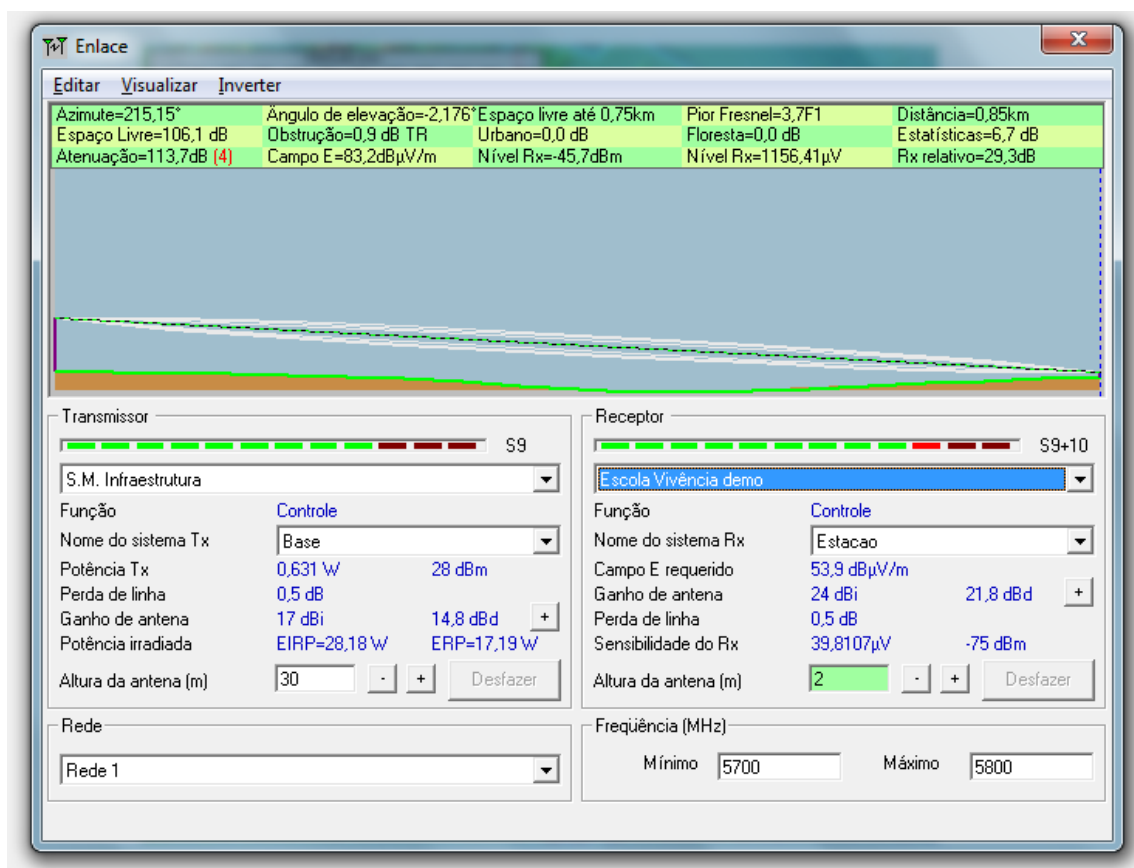 Enlace
Editar Visualizar Inverter
Azimute=215,15° Ângulo de elevação=-2,176° Espaço livre até 0,75km Pior Fresnel=3,7F1 Distância=0,85km
Espaço Livre=106,1 dB Obstrução=0,9 dB TR Urbano=0,0 dB Floresta=0,0 dB Estatísticas=6,7 dB
Atenuação=113,7dB (4) Campo E=83,2dBµV/m Nível Rx=-45,7dBm Nível Rx=1156,41µV Rx relativo=29,3dB
Transmissor
S9
S.M. Infraestrutura
Função Controle
Nome do sistema Tx Base
Potência Tx 0,631 W 28 dBm
Perda de linha 0,5 dB
Ganho de antena 17 dBi 14,8 dBd +
Potência irradiada EIRP=28,18 W ERP=17,19 W
Altura da antena (m) 30 - + Desfazer
Receptor
S9+10
Escola Vivência demo
Função Controle
Nome do sistema Rx Estacao
Campo E requerido 53,9 dBµV/m
Ganho de antena 24 dBi 21,8 dBd +
Perda de linha 0,5 dB
Sensibilidade do Rx 39,8107µV -75 dBm
Altura da antena (m) 2 - + Desfazer
Rede
Rede 1
Freqüência (MHz)
Mínimo 5700 Máximo 5800